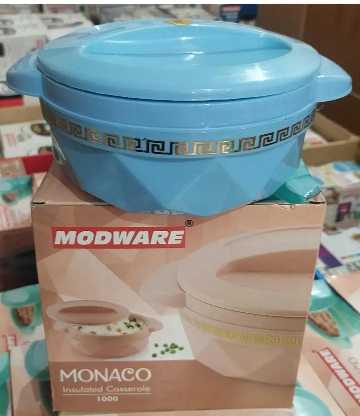 MODWARE®
MONACO
Insulated Casserole
1000